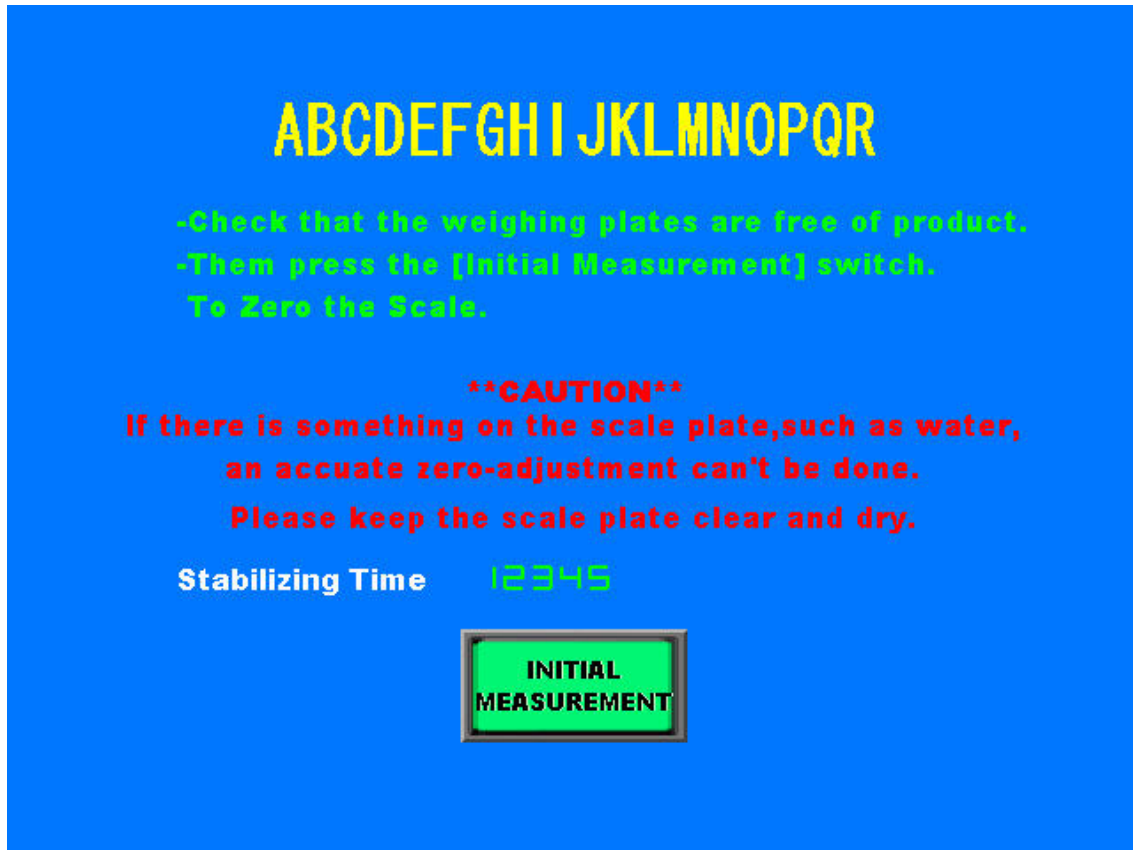 ABCDEFGHIJKLMNOPQR
-Check that the weighing plates are free of product.
-Them press the [Initial Measurement] switch.
To Zero the Scale.
**CAUTION**
If there is something on the scale plate,such as water,
an accuate zero-adjustment can't be done.
Please keep the scale plate clear and dry.
Stabilizing Time 12345
INITIAL
MEASUREMENT